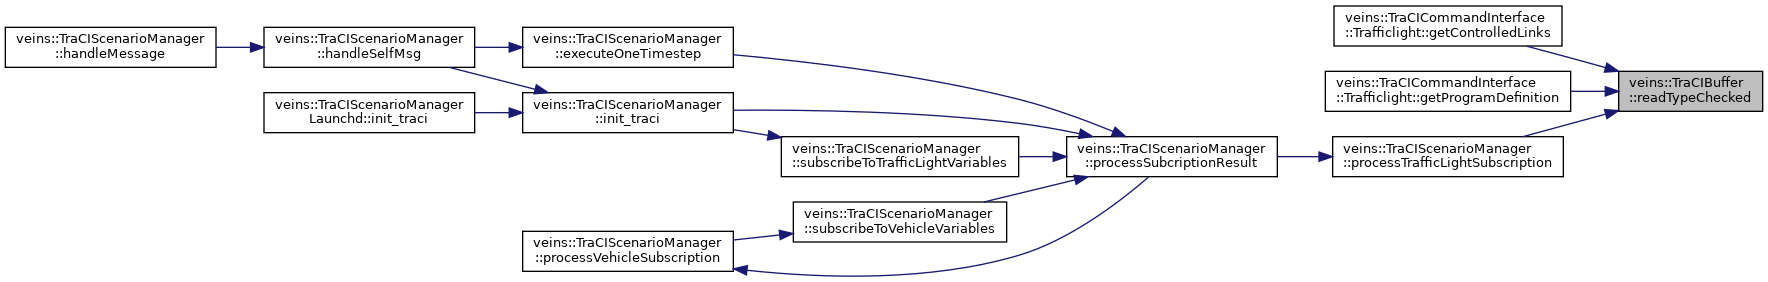 veins::TraCIScenarioManager
::handleMessage
veins::TraCIScenarioManager
::handleSelfMsg
veins::TraCIScenarioManager
::executeOneTimestep
veins::TraCIScenarioManager
Launchd::init_traci
veins::TraCIScenarioManager
::init_traci
veins::TraCIScenarioManager
::subscribeToTrafficLightVariables
veins::TraCIScenarioManager
::subscribeToVehicleVariables
veins::TraCIScenarioManager
::processVehicleSubscription
veins::TraCIScenarioManager
::processSubcriptionResult
veins::TraCICommandInterface
::Trafficlight::getControlledLinks
veins::TraCICommandInterface
::Trafficlight::getProgramDefinition
veins::TraCIScenarioManager
::processTrafficLightSubscription
veins::TraCIBuffer
::readTypeChecked